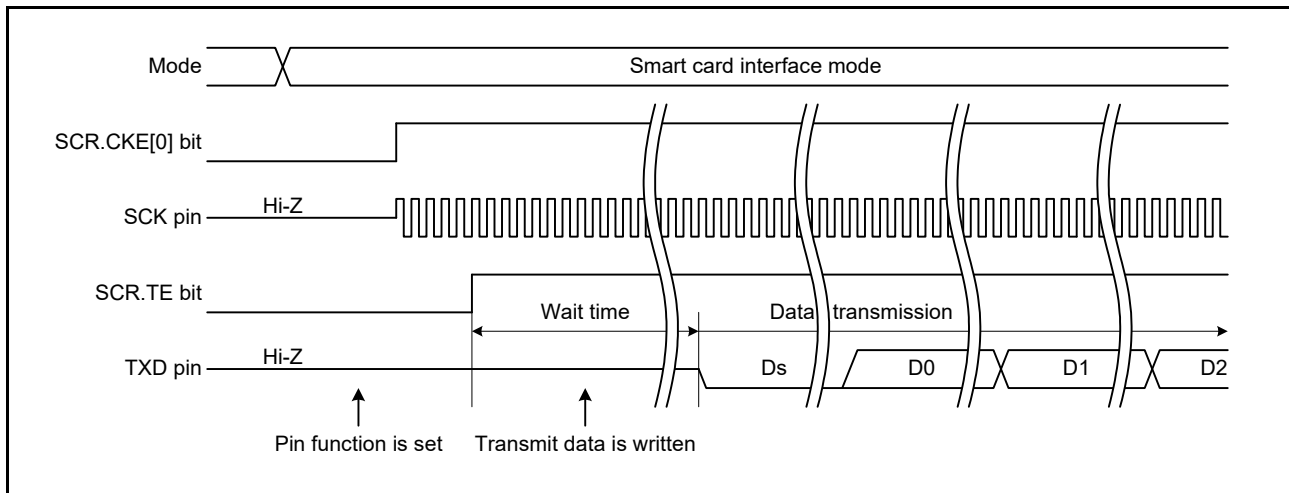 Mode
Smart card interface mode
SCR.CKE[0] bit
SCK pin
Hi-Z
SCR.TE bit
Wait time
Data transmission
TXD pin
Hi-Z
Ds
D0
D1
D2
Pin function is set
Transmit data is written